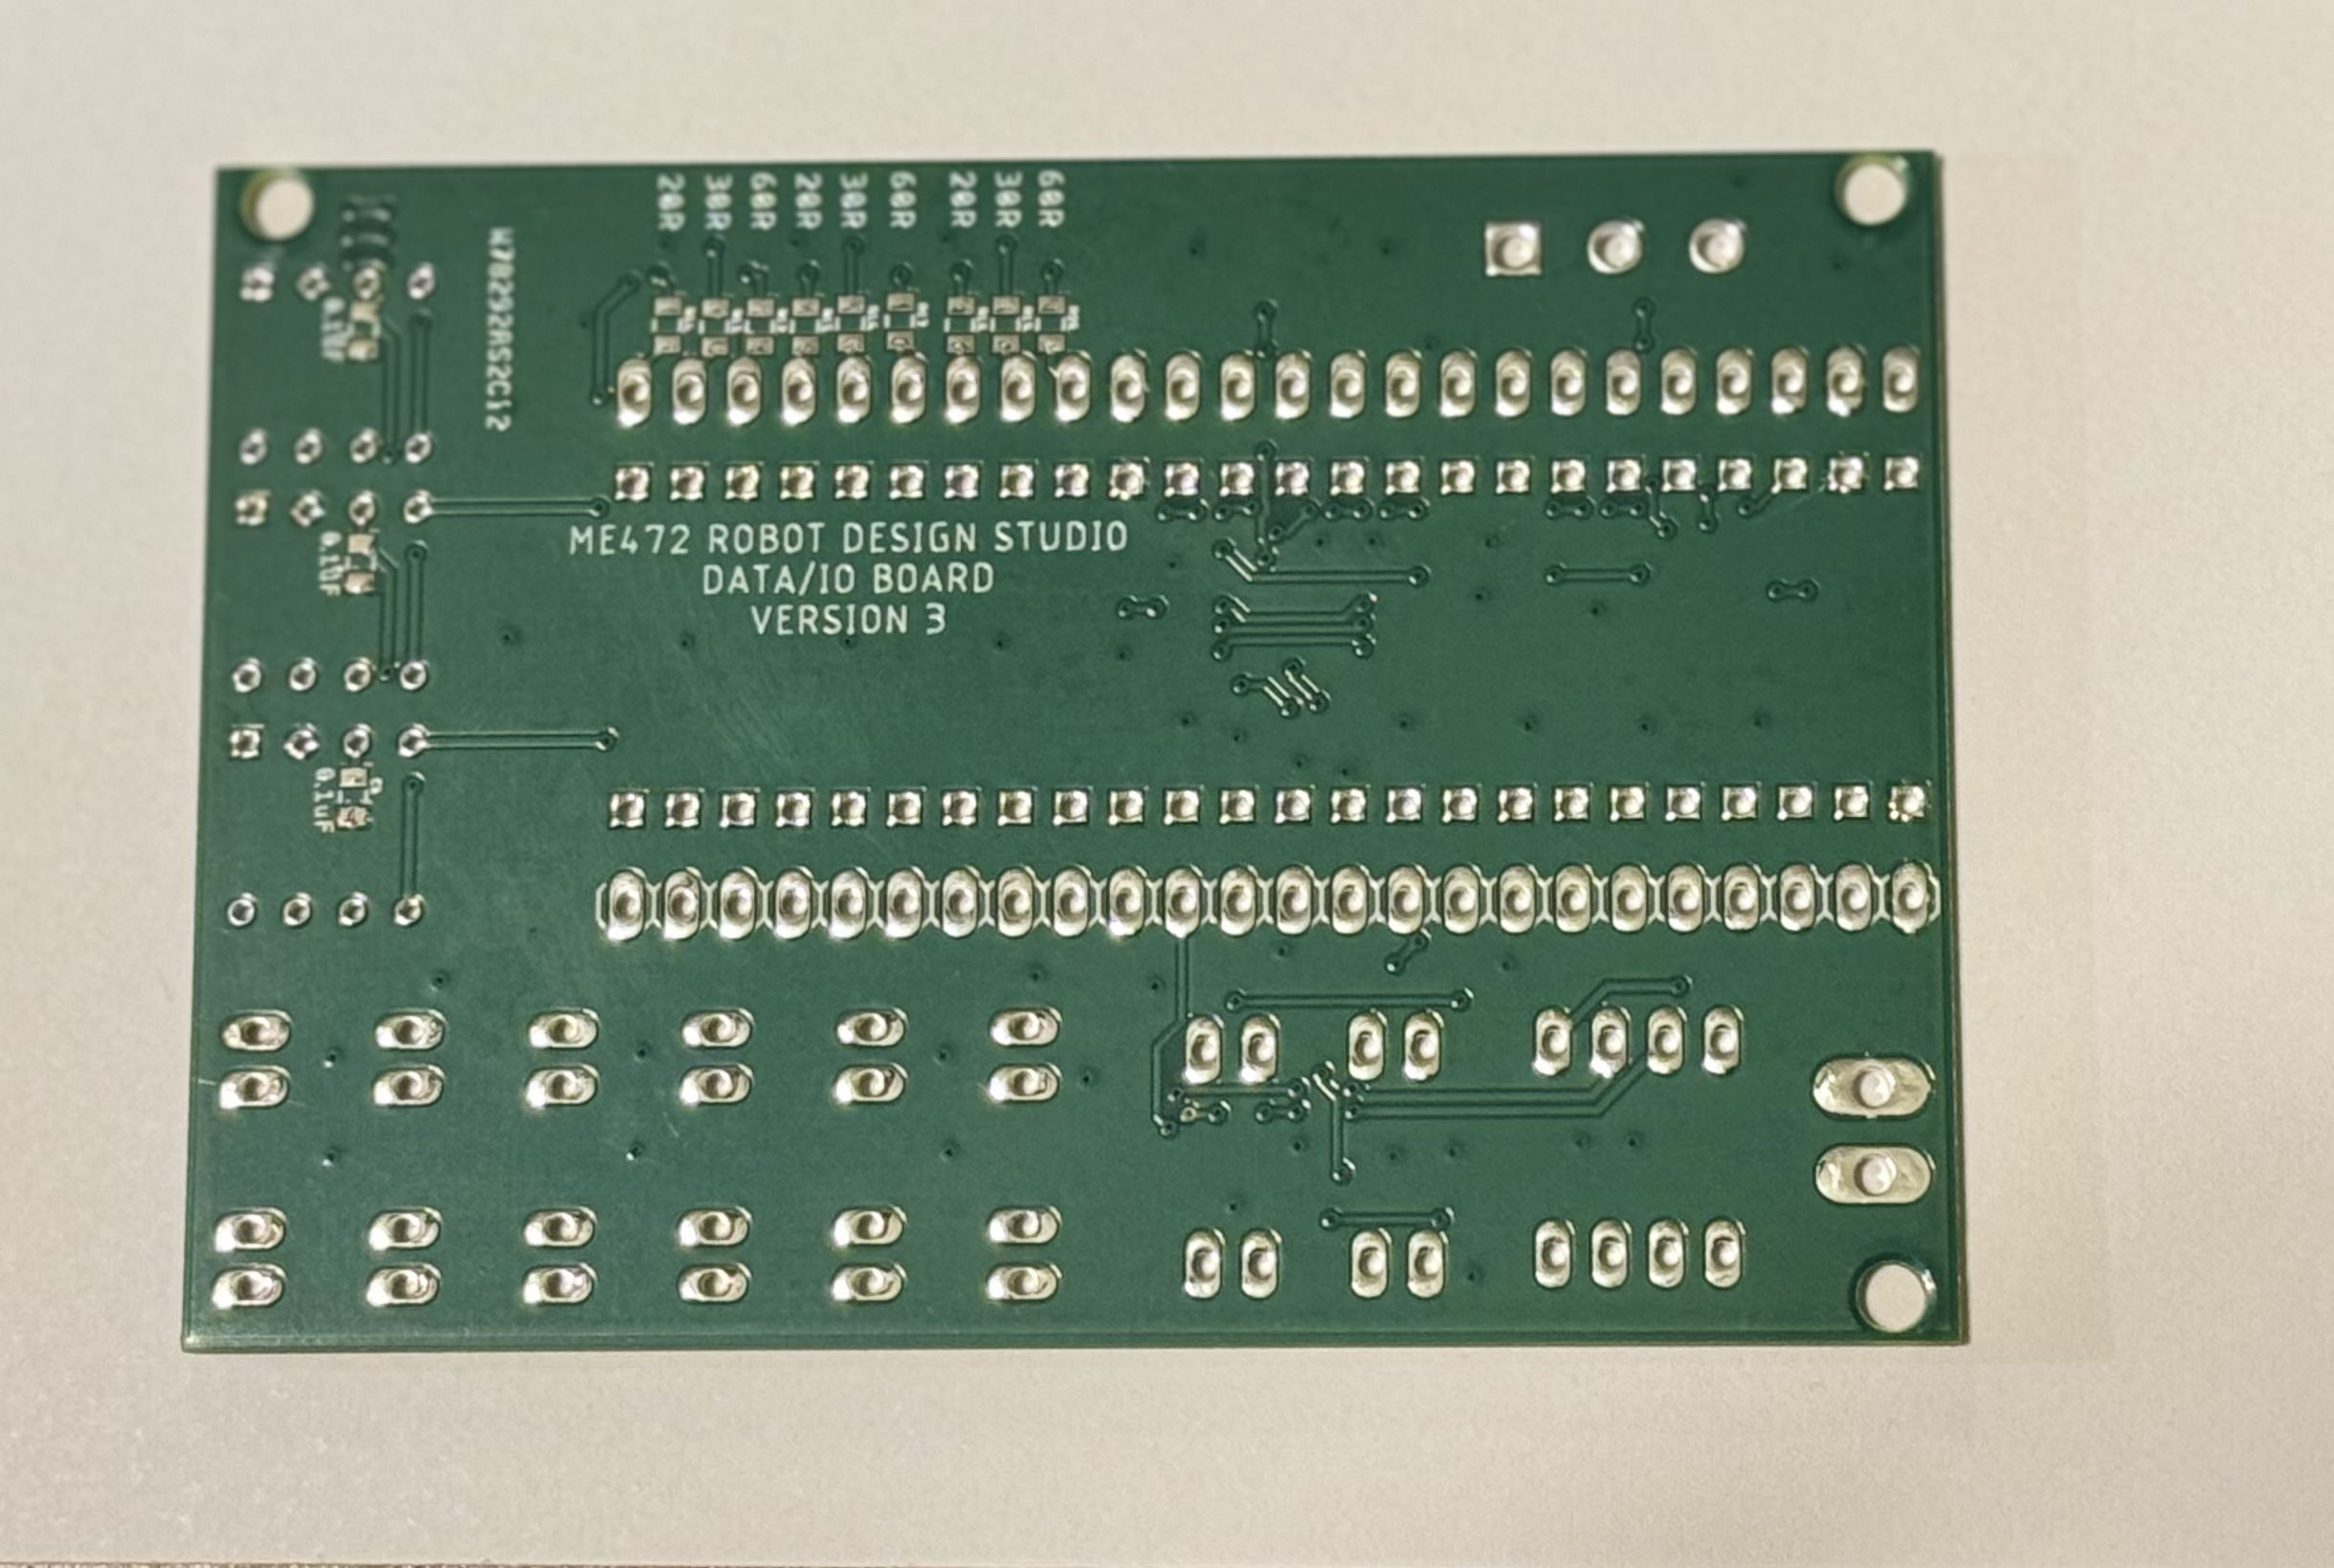 20R
30R
60R
20R
30R
60R
20R
30R
60R
W782292AS2C12
0.1uF
0.1uF
ME472 ROBOT DESIGN STUDIO
DATA/IO BOARD
VERSION 3
0.1uF